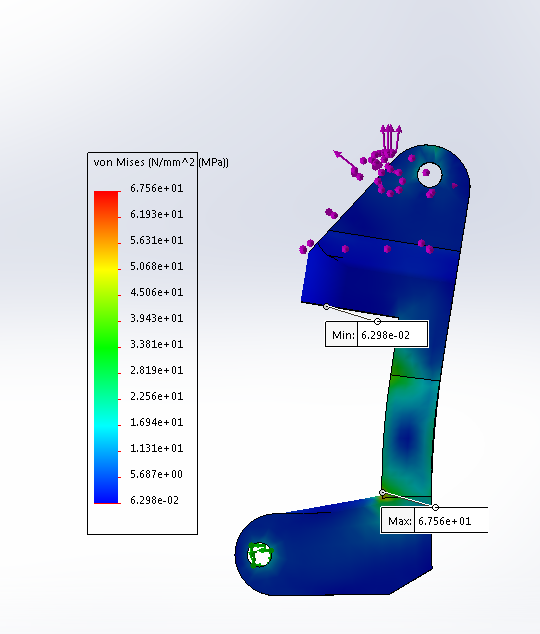 von Mises (N/mm^2 (MPa))
6.756e+01
6.193e+01
5.631e+01
5.068e+01
4.506e+01
3.943e+01
3.381e+01
2.819e+01
2.256e+01
1.694e+01
1.131e+01
5.687e+00
6.298e-02
Min: 6.298e-02
Max: 6.756e+01